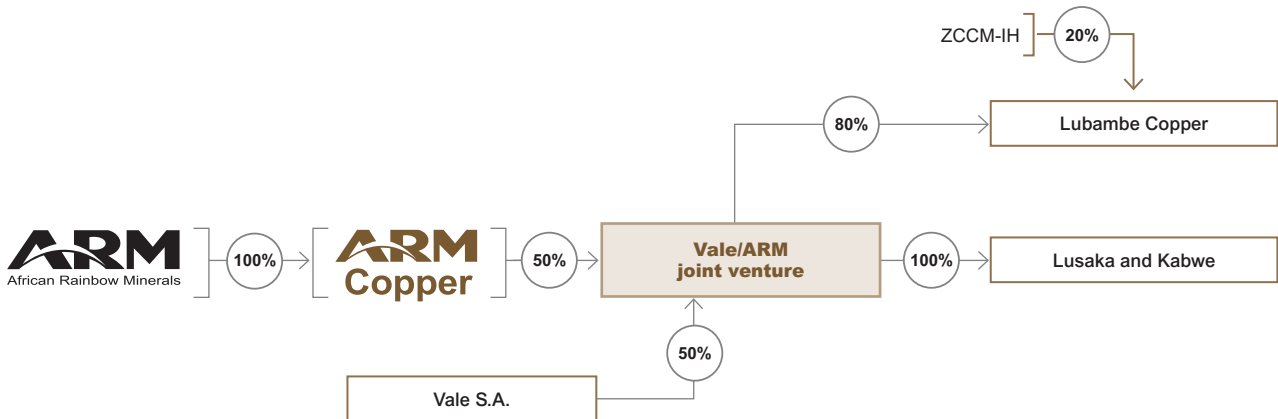 ZCCM-IH
20%
80%
Lubambe Copper
ARM
African Rainbow Minerals
100%
ARM
Copper
50%
Vale/ARM
joint venture
100%
Lusaka and Kabwe
50%
Vale S.A.